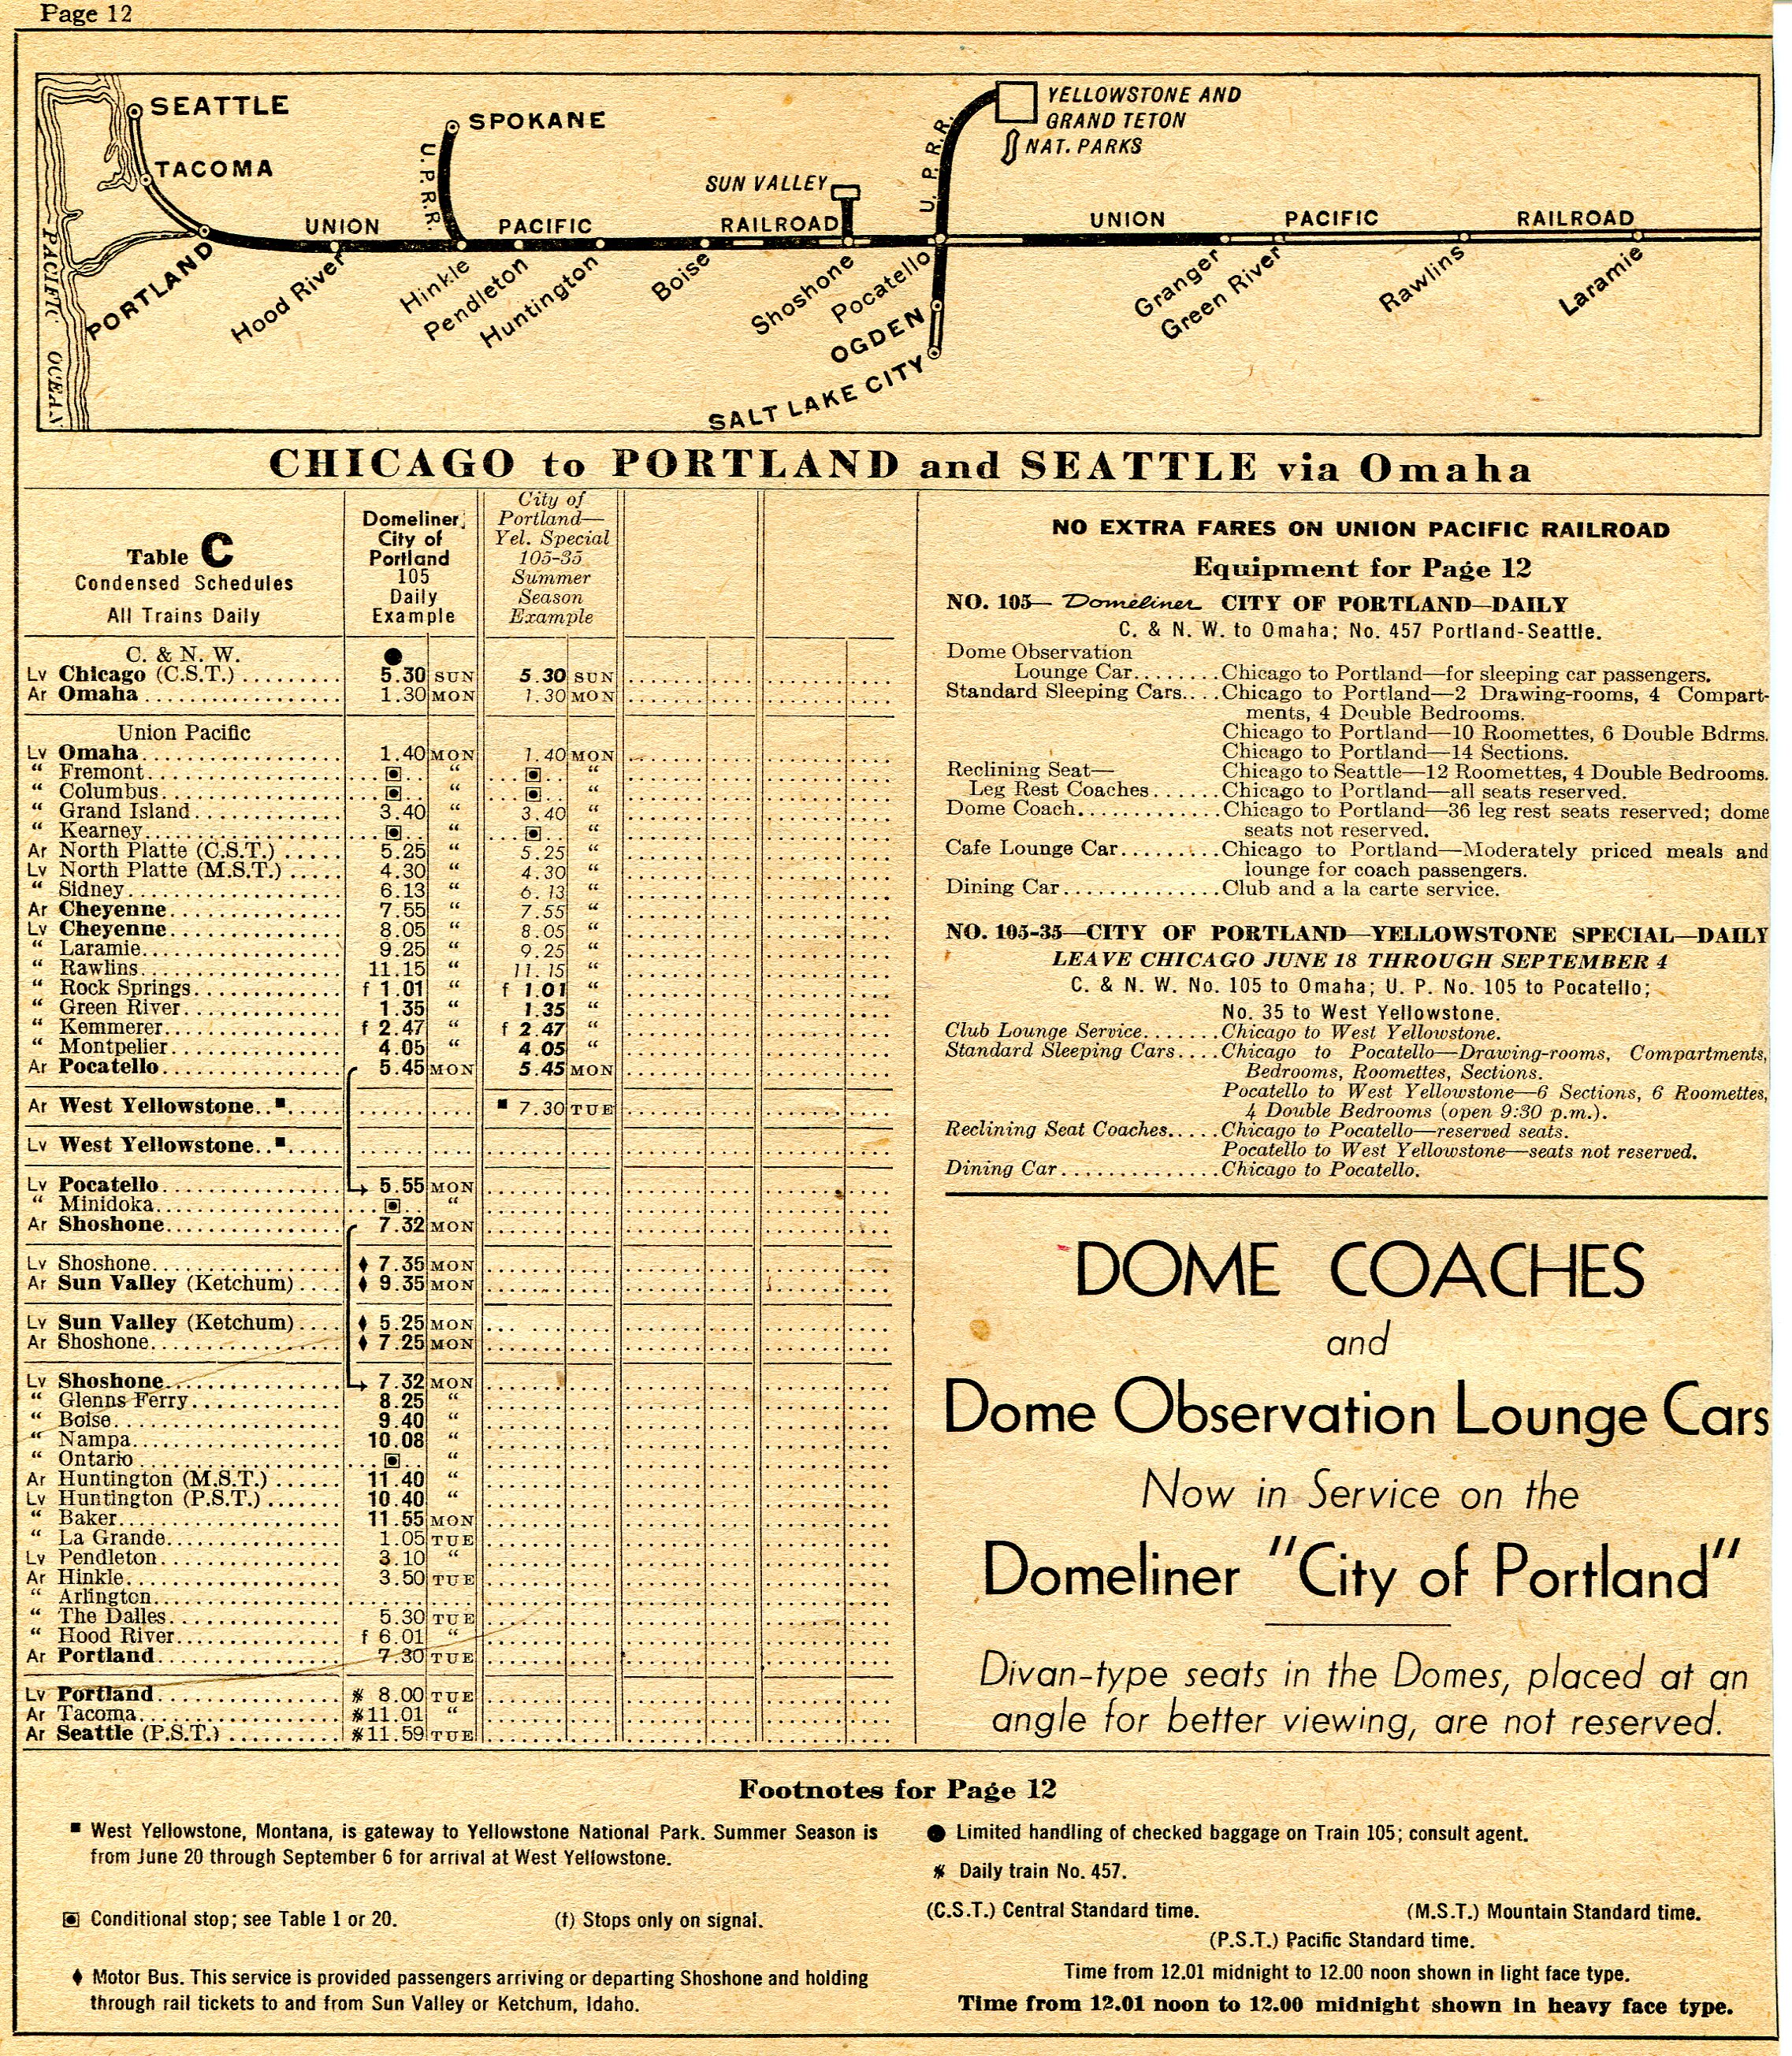 Page 12
SEATTLE
TACOMA
PORTLAND
PACIFIC OCEAN
Hood River
UNION
U. P. R. R.
SPOKANE
Hinkle
Pendleton
PACIFIC
Huntington
Boise
SUN VALLEY
RAILROAD
Shoshone
Pocatello
U. P. R. R.
YELLOWSTONE AND
GRAND TETON
NAT. PARKS
OGDEN
SALT LAKE CITY
UNION
PACIFIC
RAILROAD
Granger
Green River
Rawlins
Laramie
CHICAGO to PORTLAND and SEATTLE via Omaha
Table C
Condensed Schedules
All Trains Daily
Domeliner
City of
Portland
105
Daily
Example
City of
Portland—
Yel. Special
105-35
Summer
Season
Example
C. & N. W. ●
Lv Chicago (C.S.T.) 5.30 SUN 5.30 SUN
Ar Omaha 1.30 MON 1.30 MON
Union Pacific
Lv Omaha 1.40 MON 1.40 MON
“ Fremont ▣ “ ▣ “
“ Columbus ▣ “ ▣ “
“ Grand Island 3.40 “ 3.40 “
“ Kearney ▣ “ ▣ “
Ar North Platte (C.S.T.) 5.25 “ 5.25 “
Lv North Platte (M.S.T.) 4.30 “ 4.30 “
“ Sidney 6.13 “ 6.13 “
Ar Cheyenne 7.55 “ 7.55 “
Lv Cheyenne 8.05 “ 8.05 “
“ Laramie 9.25 “ 9.25 “
“ Rawlins 11.15 “ 11.15 “
“ Rock Springs f 1.01 “ f 1.01 “
“ Green River 1.35 “ 1.35 “
“ Kemmerer f 2.47 “ f 2.47 “
“ Montpelier 4.05 “ 4.05 “
Ar Pocatello 5.45 MON 5.45 MON
Ar West Yellowstone ■ ■ 7.30 TUE
Lv West Yellowstone ■
Lv Pocatello 5.55 MON
“ Minidoka ▣ “
Ar Shoshone 7.32 MON
Lv Shoshone ♦ 7.35 MON
Ar Sun Valley (Ketchum) ♦ 9.35 MON
Lv Sun Valley (Ketchum) ♦ 5.25 MON
Ar Shoshone ♦ 7.25 MON
Lv Shoshone 7.32 MON
“ Glenns Ferry 8.25 “
“ Boise 9.40 “
“ Nampa 10.08 “
“ Ontario ▣ “
Ar Huntington (M.S.T.) 11.40 “
Lv Huntington (P.S.T.) 10.40 “
“ Baker 11.55 MON
“ La Grande 1.05 TUE
Lv Pendleton 3.10 “
Ar Hinkle 3.50 TUE
“ Arlington
“ The Dalles 5.30 TUE
“ Hood River f 6.01 “
Ar Portland 7.30 TUE
Lv Portland * 8.00 TUE
Ar Tacoma *11.01 “
Ar Seattle (P.S.T.) *11.59 TUE
NO EXTRA FARES ON UNION PACIFIC RAILROAD
Equipment for Page 12
NO. 105— Domeliner CITY OF PORTLAND—DAILY
C. & N. W. to Omaha; No. 457 Portland-Seattle.
Dome Observation
Lounge Car........Chicago to Portland—for sleeping car passengers.
Standard Sleeping Cars....Chicago to Portland—2 Drawing-rooms, 4 Compart-
ments, 4 Double Bedrooms.
Chicago to Portland—10 Roomettes, 6 Double Bdrms.
Chicago to Portland—14 Sections.
Reclining Seat— Chicago to Seattle—12 Roomettes, 4 Double Bedrooms.
Leg Rest Coaches......Chicago to Portland—all seats reserved.
Dome Coach.............Chicago to Portland—36 leg rest seats reserved; dome
seats not reserved.
Cafe Lounge Car.........Chicago to Portland—Moderately priced meals and
lounge for coach passengers.
Dining Car..............Club and a la carte service.
NO. 105-35—CITY OF PORTLAND—YELLOWSTONE SPECIAL—DAILY
LEAVE CHICAGO JUNE 18 THROUGH SEPTEMBER 4
C. & N. W. No. 105 to Omaha; U. P. No. 105 to Pocatello;
No. 35 to West Yellowstone.
Club Lounge Service.......Chicago to West Yellowstone.
Standard Sleeping Cars....Chicago to Pocatello—Drawing-rooms, Compartments,
Bedrooms, Roomettes, Sections.
Pocatello to West Yellowstone—6 Sections, 6 Roomettes,
4 Double Bedrooms (open 9:30 p.m.).
Reclining Seat Coaches.....Chicago to Pocatello—reserved seats.
Pocatello to West Yellowstone—seats not reserved.
Dining Car..............Chicago to Pocatello.
DOME COACHES
and
Dome Observation Lounge Cars
Now in Service on the
Domeliner "City of Portland"
Divan-type seats in the Domes, placed at an
angle for better viewing, are not reserved.
Footnotes for Page 12
■ West Yellowstone, Montana, is gateway to Yellowstone National Park. Summer Season is
from June 20 through September 6 for arrival at West Yellowstone.
▣ Conditional stop; see Table 1 or 20.
(f) Stops only on signal.
♦ Motor Bus. This service is provided passengers arriving or departing Shoshone and holding
through rail tickets to and from Sun Valley or Ketchum, Idaho.
● Limited handling of checked baggage on Train 105; consult agent.
* Daily train No. 457.
(C.S.T.) Central Standard time.
(M.S.T.) Mountain Standard time.
(P.S.T.) Pacific Standard time.
Time from 12.01 midnight to 12.00 noon shown in light face type.
Time from 12.01 noon to 12.00 midnight shown in heavy face type.